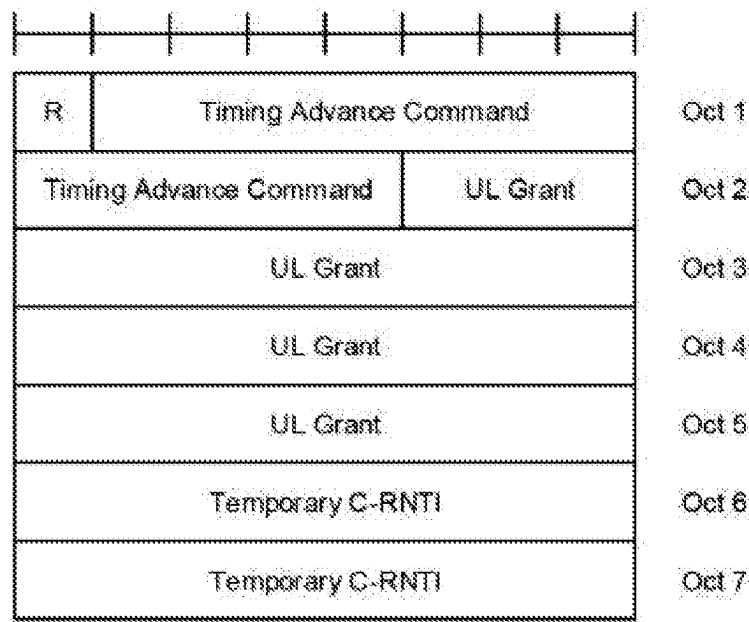 R Timing Advance Command Oct 1
Timing Advance Command UL Grant Oct 2
UL Grant Oct 3
UL Grant Oct 4
UL Grant Oct 5
Temporary C-RNTI Oct 6
Temporary C-RNTI Oct 7